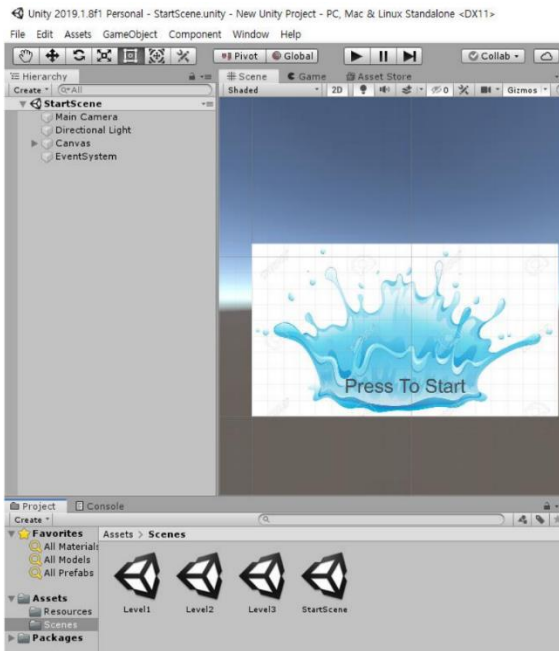 Unity 2019.1.8f1 Personal - StartScene.unity - New Unity Project - PC, Mac & Linux Standalone <DX11>
File Edit Assets GameObject Component Window Help
Pivot Global Collab
Hierarchy
Create All
StartScene
Main Camera
Directional Light
Canvas
EventSystem
Scene Game Asset Store
Shaded 2D 0 Gizmos
Press To Start
Project Console
Create
Favorites
All Materials
All Models
All Prefabs
Assets
Resources
Scenes
Packages
Assets > Scenes
Level1 Level2 Level3 StartScene